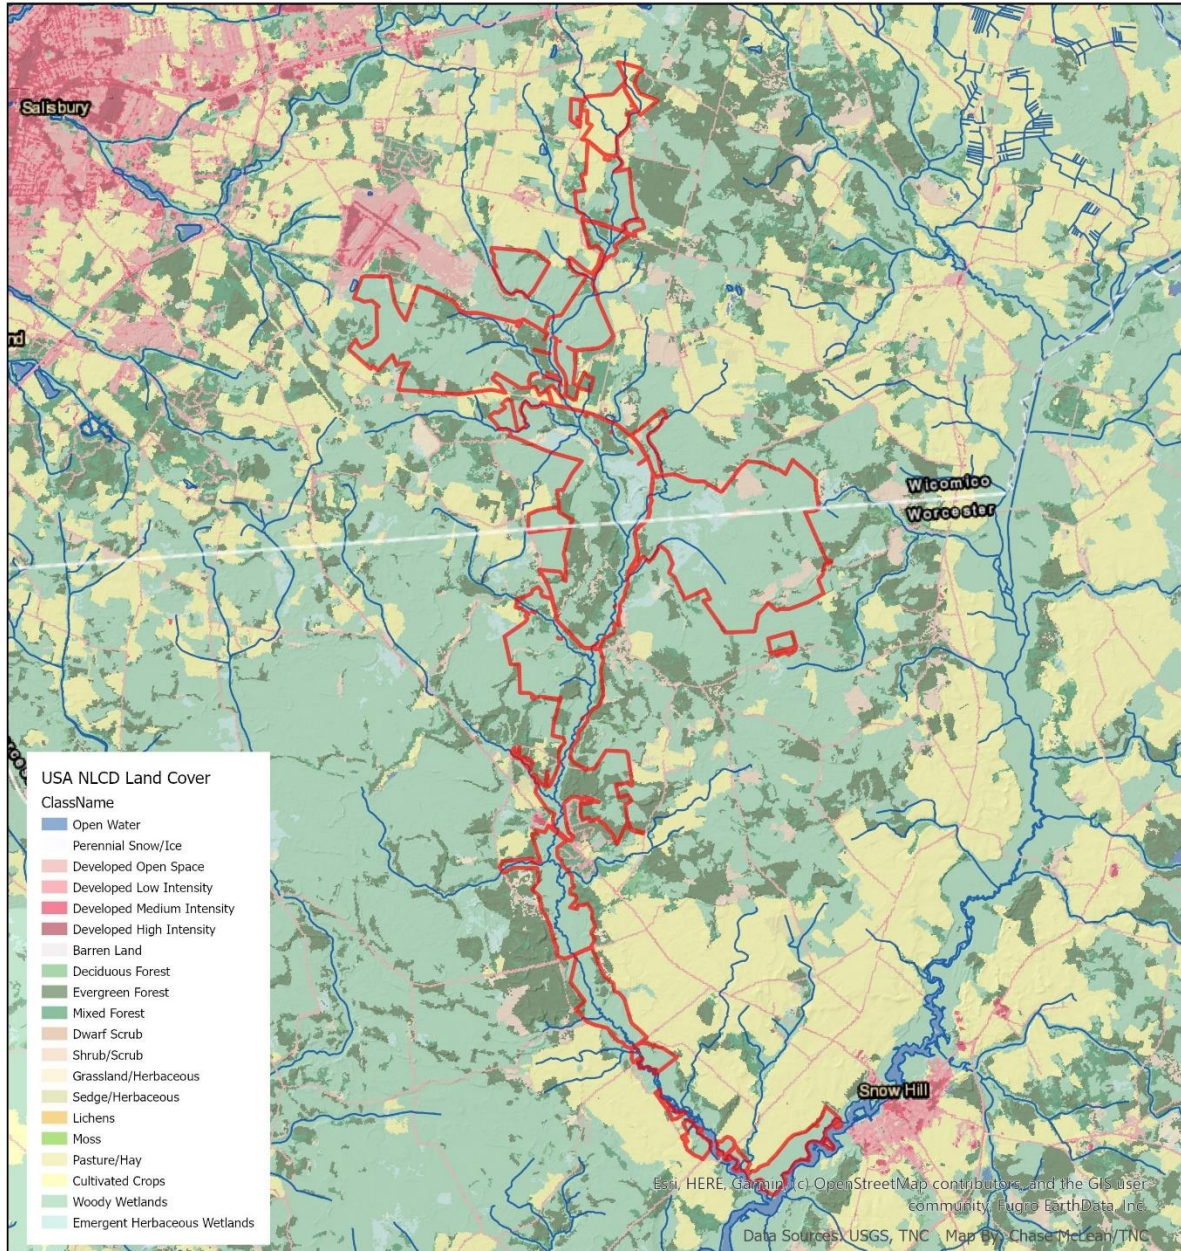 Salisbury
nd
Wicomico
Worcester
USA NLCD Land Cover
ClassName
Open Water
Perennial Snow/Ice
Developed Open Space
Developed Low Intensity
Developed Medium Intensity
Developed High Intensity
Barren Land
Deciduous Forest
Evergreen Forest
Mixed Forest
Dwarf Scrub
Shrub/Scrub
Grassland/Herbaceous
Sedge/Herbaceous
Lichens
Moss
Pasture/Hay
Cultivated Crops
Woody Wetlands
Emergent Herbaceous Wetlands
Snow Hill
Esri, HERE, Garmin, (c) OpenStreetMap contributors, and the GIS user
community, Fugro EarthData, Inc.
Data Sources: USGS, TNC Map By: Chase McLean/TNC